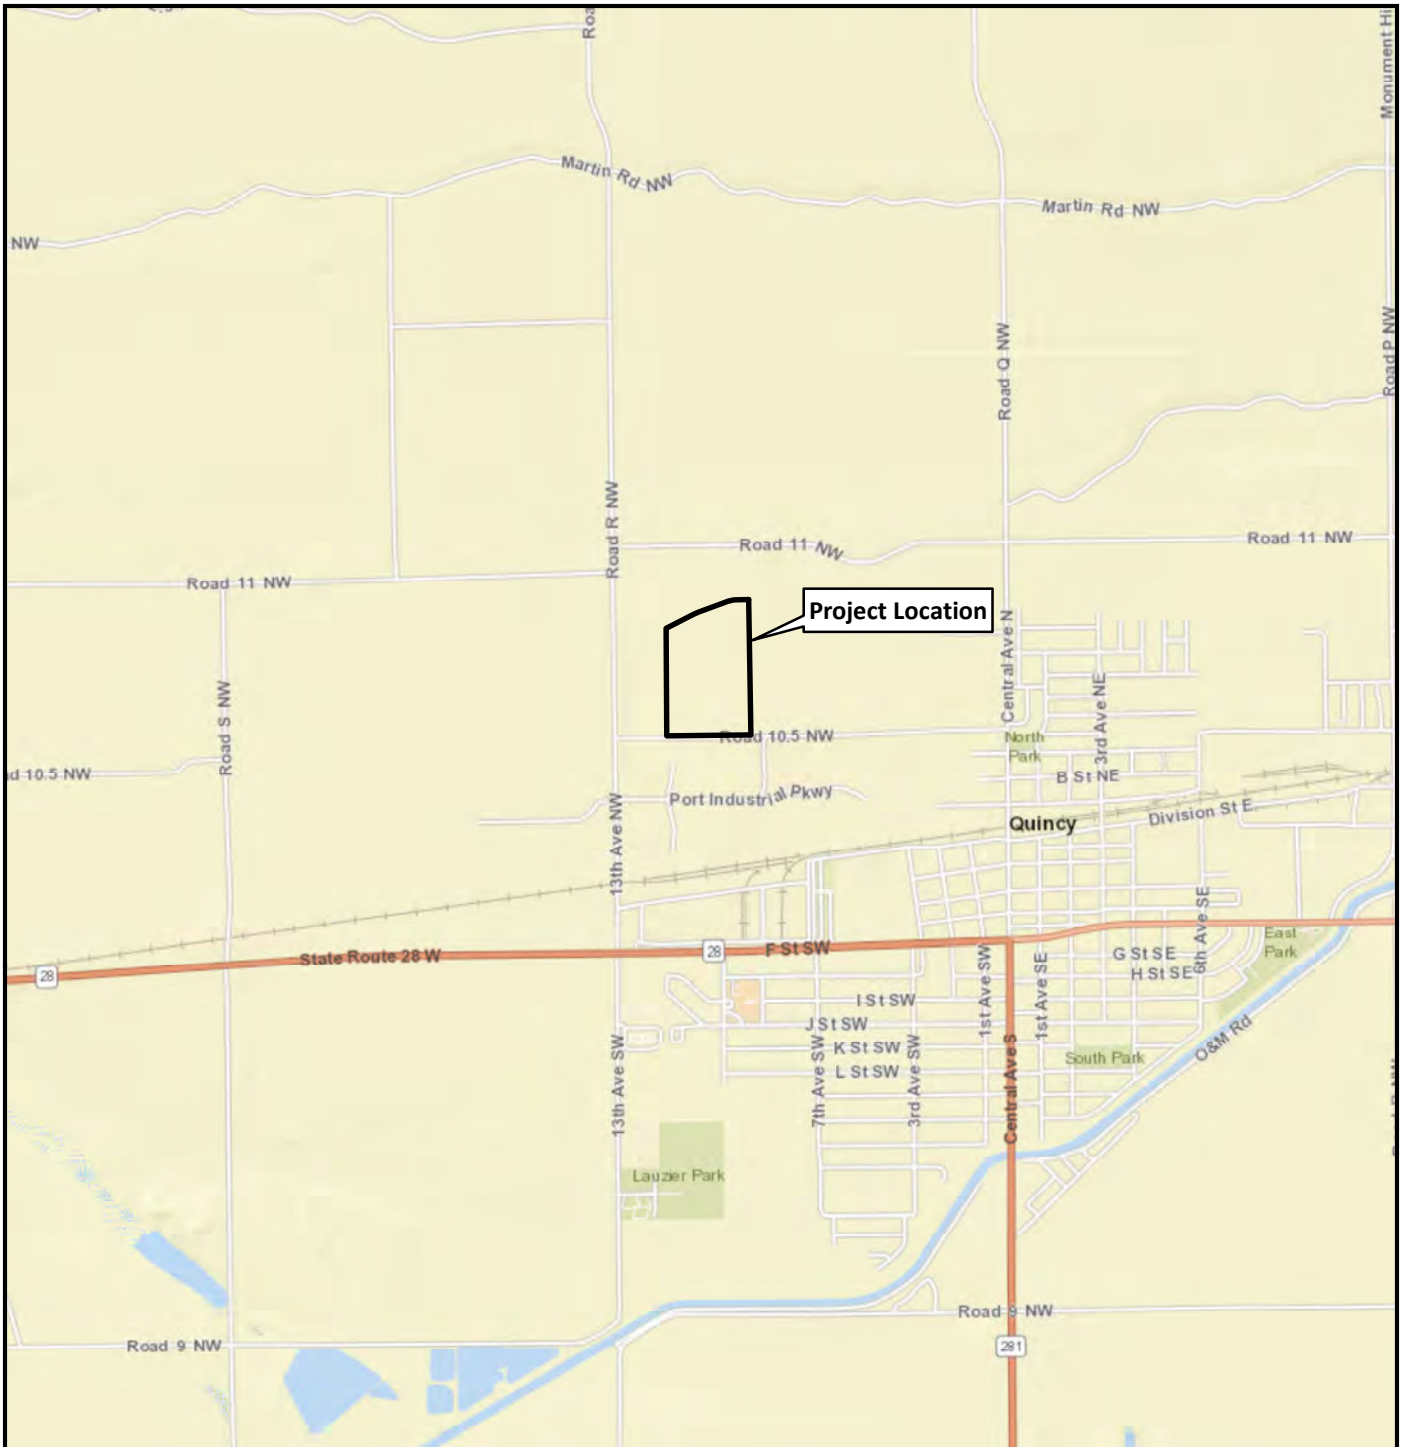 Roa
Monument Hi
Martin Rd NW
Martin Rd NW
NW
Road Q NW
Road P NW
Road R NW
Road 11 NW
Road 11 NW
Road 11 NW
Project Location
Central Ave N
Road S NW
3rd Ave NE
Road 10.5 NW
North
Park
d 10.5 NW
B St NE
Port Industrial Pkwy
Quincy
Division St E
13th Ave NW
6th Ave SE
East
Park
State Route 28 W
28
F St SW
28
G St SE
H St SE
1st Ave SW
1st Ave SE
I St SW
J St SW
K St SW
L St SW
7th Ave SW
3rd Ave SW
13th Ave SW
Central Ave S
South Park
O&M Rd
Lauzier Park
Road 9 NW
Road 9 NW
281